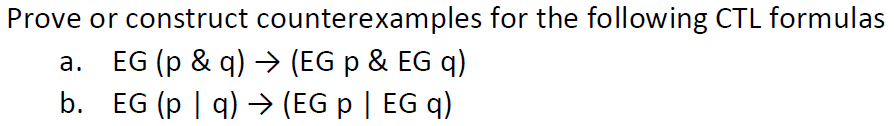 Prove or construct counterexamples for the following CTL formulas
a. EG (p & q) → (EG p & EG q)
b. EG (p | q) → (EG p | EG q)